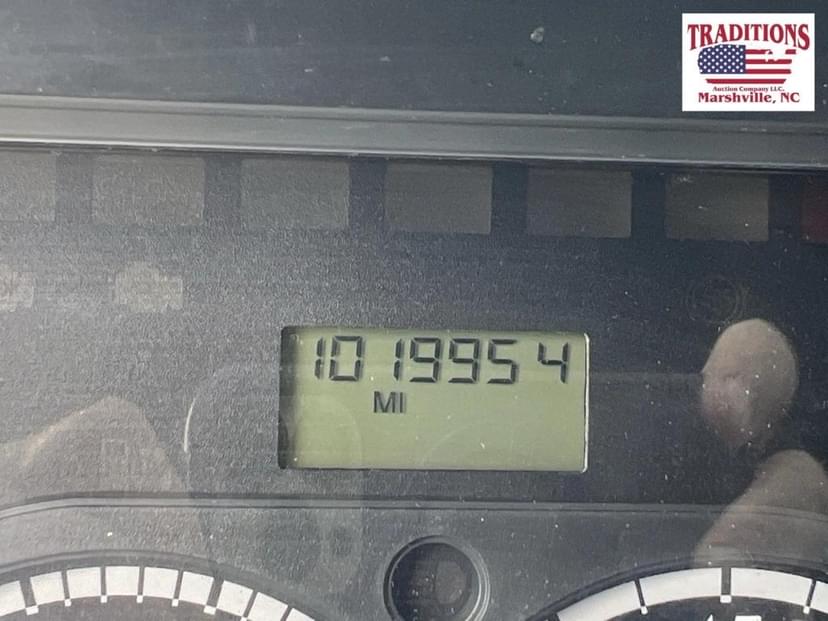 TRADITIONS
Auction Company LLC.
Marshville, NC
1019954
MI